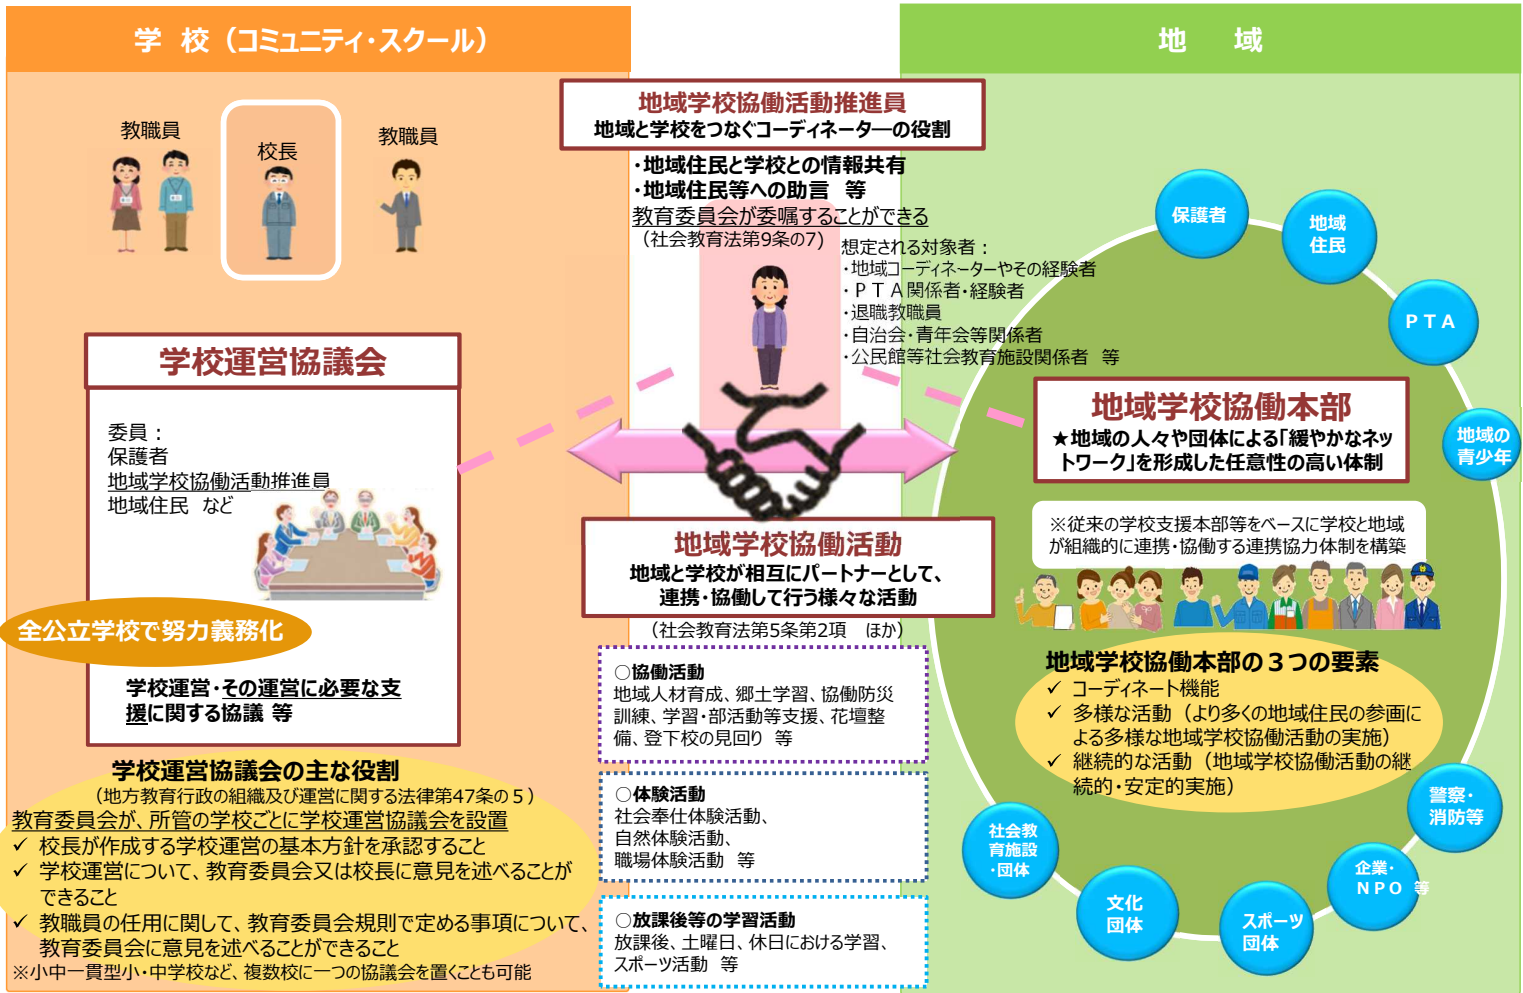 学 校（コミュニティ・スクール）
地 域
教職員
校長
教職員
学校運営協議会
委員：
保護者
地域学校協働活動推進員
地域住民 など
全公立学校で努力義務化
学校運営・その運営に必要な支
援に関する協議 等
学校運営協議会の主な役割
（地方教育行政の組織及び運営に関する法律第47条の５）
教育委員会が、所管の学校ごとに学校運営協議会を設置
✓ 校長が作成する学校運営の基本方針を承認すること
✓ 学校運営について、教育委員会又は校長に意見を述べることが
できること
✓ 教職員の任用に関して、教育委員会規則で定める事項について、
教育委員会に意見を述べることができること
※小中一貫型小・中学校など、複数校に一つの協議会を置くことも可能
地域学校協働活動推進員
地域と学校をつなぐコーディネーターの役割
・地域住民と学校との情報共有
・地域住民等への助言 等
教育委員会が委嘱することができる
（社会教育法第9条の7）
想定される対象者：
・地域コーディネーターやその経験者
・ＰＴＡ関係者・経験者
・退職教職員
・自治会・青年会等関係者
・公民館等社会教育施設関係者 等
地域学校協働活動
地域と学校が相互にパートナーとして、
連携・協働して行う様々な活動
（社会教育法第5条第2項 ほか）
○協働活動
地域人材育成、郷土学習、協働防災
訓練、学習・部活動等支援、花壇整
備、登下校の見回り 等
○体験活動
社会奉仕体験活動、
自然体験活動、
職場体験活動 等
○放課後等の学習活動
放課後、土曜日、休日における学習、
スポーツ活動 等
保護者
地域
住民
ＰＴＡ
地域の
青少年
地域学校協働本部
★地域の人々や団体による「緩やかなネッ
トワーク」を形成した任意性の高い体制
※従来の学校支援本部等をベースに学校と地域
が組織的に連携・協働する連携協力体制を構築
地域学校協働本部の３つの要素
✓ コーディネート機能
✓ 多様な活動（より多くの地域住民の参画に
よる多様な地域学校協働活動の実施）
✓ 継続的な活動（地域学校協働活動の継
続的・安定的実施）
警察・
消防等
企業・
ＮＰＯ 等
スポーツ
団体
文化
団体
社会教
育施設
・団体